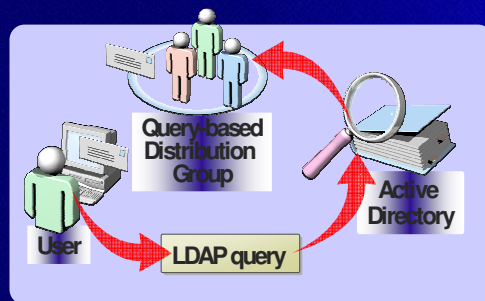 Query-based
Distribution
Group
Active
Directory
User
LDAP query